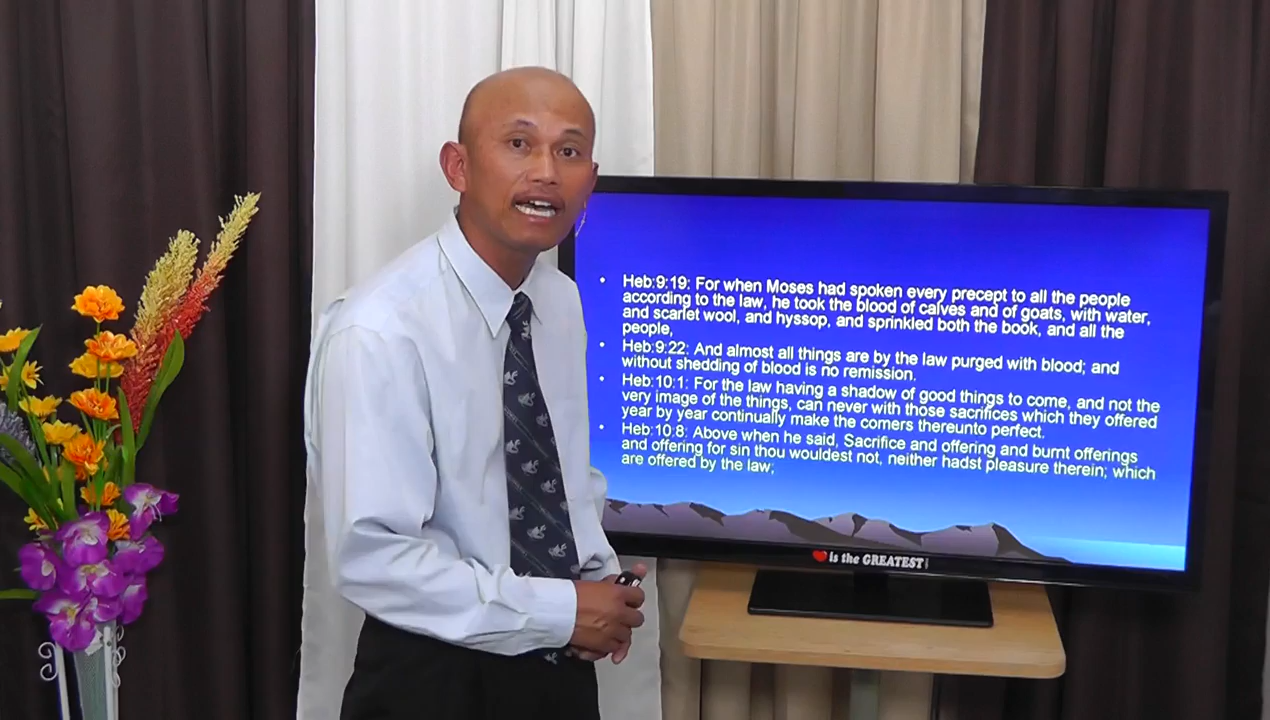 • Heb:9:19: For when Moses had spoken every precept to all the people
according to the law, he took the blood of calves and of goats, with water,
and scarlet wool, and hyssop, and sprinkled both the book, and all the
people,
• Heb:9:22: And almost all things are by the law purged with blood; and
without shedding of blood is no remission.
• Heb:10:1: For the law having a shadow of good things to come, and not the
very image of the things, can never with those sacrifices which they offered
year by year continually make the comers thereunto perfect.
• Heb:10:8: Above when he said, Sacrifice and offering and burnt offerings
and offering for sin thou wouldest not, neither hadst pleasure therein; which
are offered by the law;
is the GREATEST